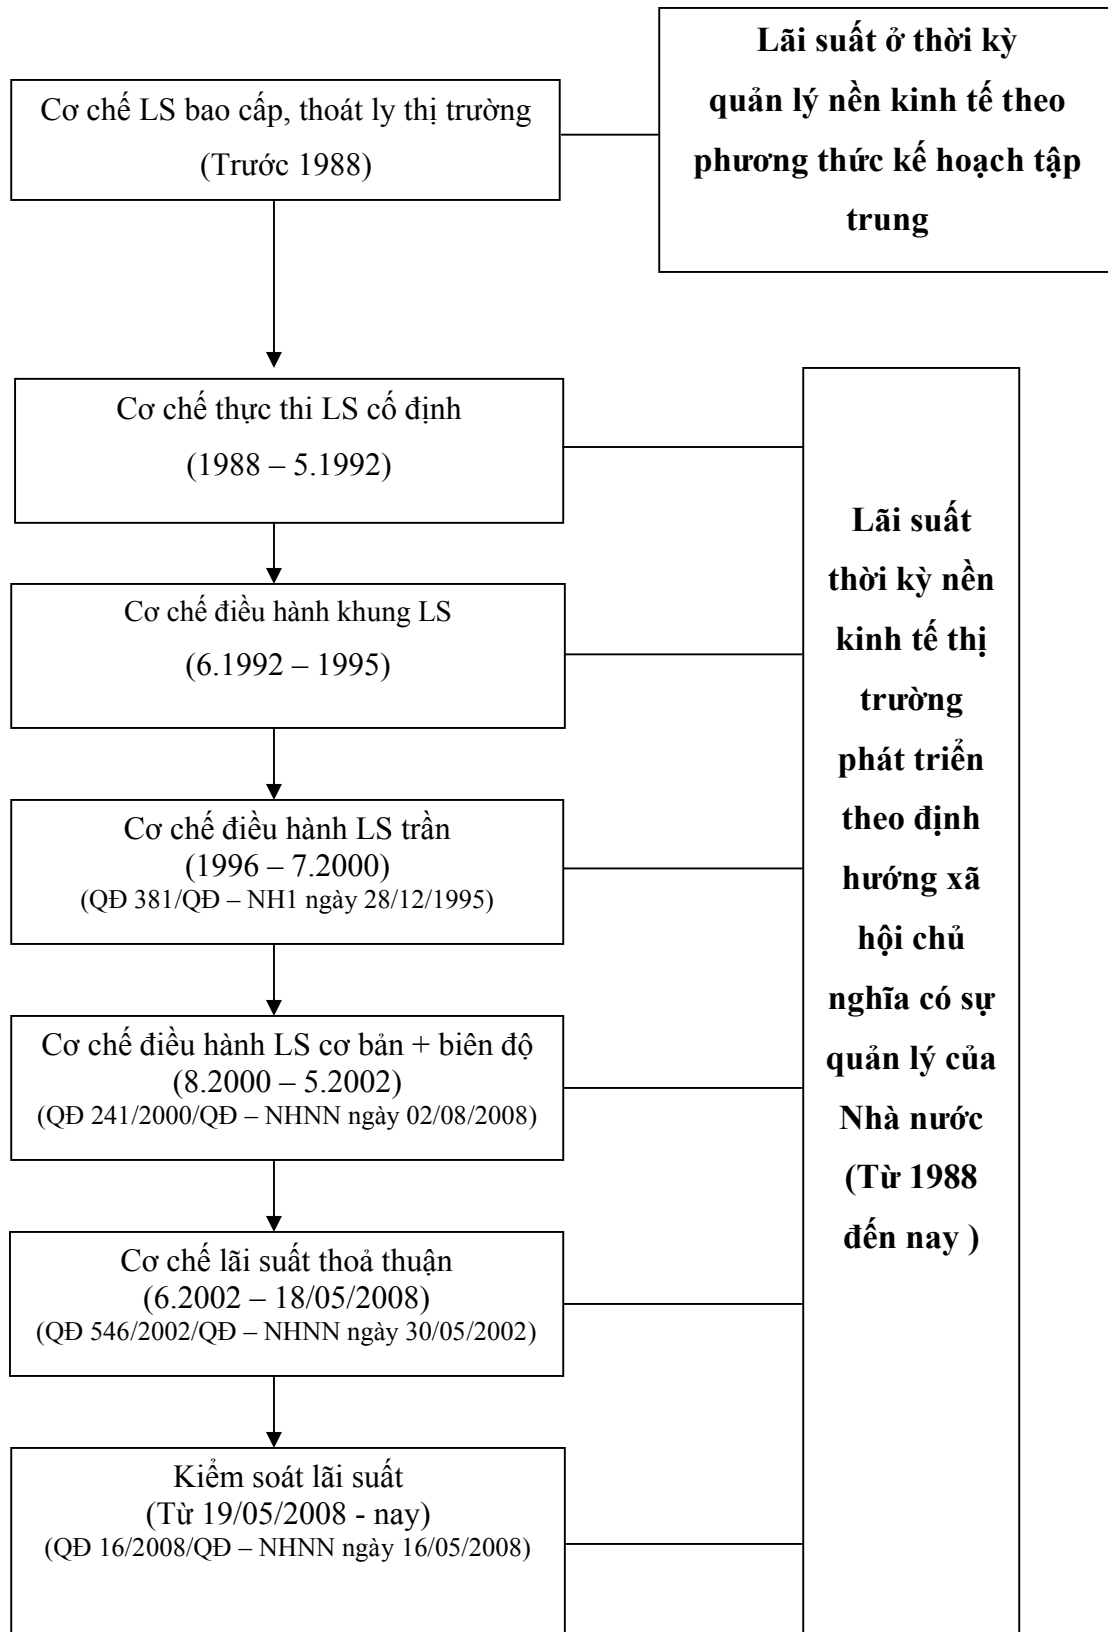 Cơ chế LS bao cấp, thoát ly thị trường
(Trước 1988)
Lãi suất ở thời kỳ
quản lý nền kinh tế theo
phương thức kế hoạch tập
trung
Cơ chế thực thi LS cố định
(1988 – 5.1992)
Cơ chế điều hành khung LS
(6.1992 – 1995)
Cơ chế điều hành LS trần
(1996 – 7.2000)
(QĐ 381/QĐ – NH1 ngày 28/12/1995)
Cơ chế điều hành LS cơ bản + biên độ
(8.2000 – 5.2002)
(QĐ 241/2000/QĐ – NHNN ngày 02/08/2008)
Cơ chế lãi suất thoả thuận
(6.2002 – 18/05/2008)
(QĐ 546/2002/QĐ – NHNN ngày 30/05/2002)
Kiểm soát lãi suất
(Từ 19/05/2008 - nay)
(QĐ 16/2008/QĐ – NHNN ngày 16/05/2008)
Lãi suất
thời kỳ nền
kinh tế thị
trường
phát triển
theo định
hướng xã
hội chủ
nghĩa có sự
quản lý của
Nhà nước
(Từ 1988
đến nay )